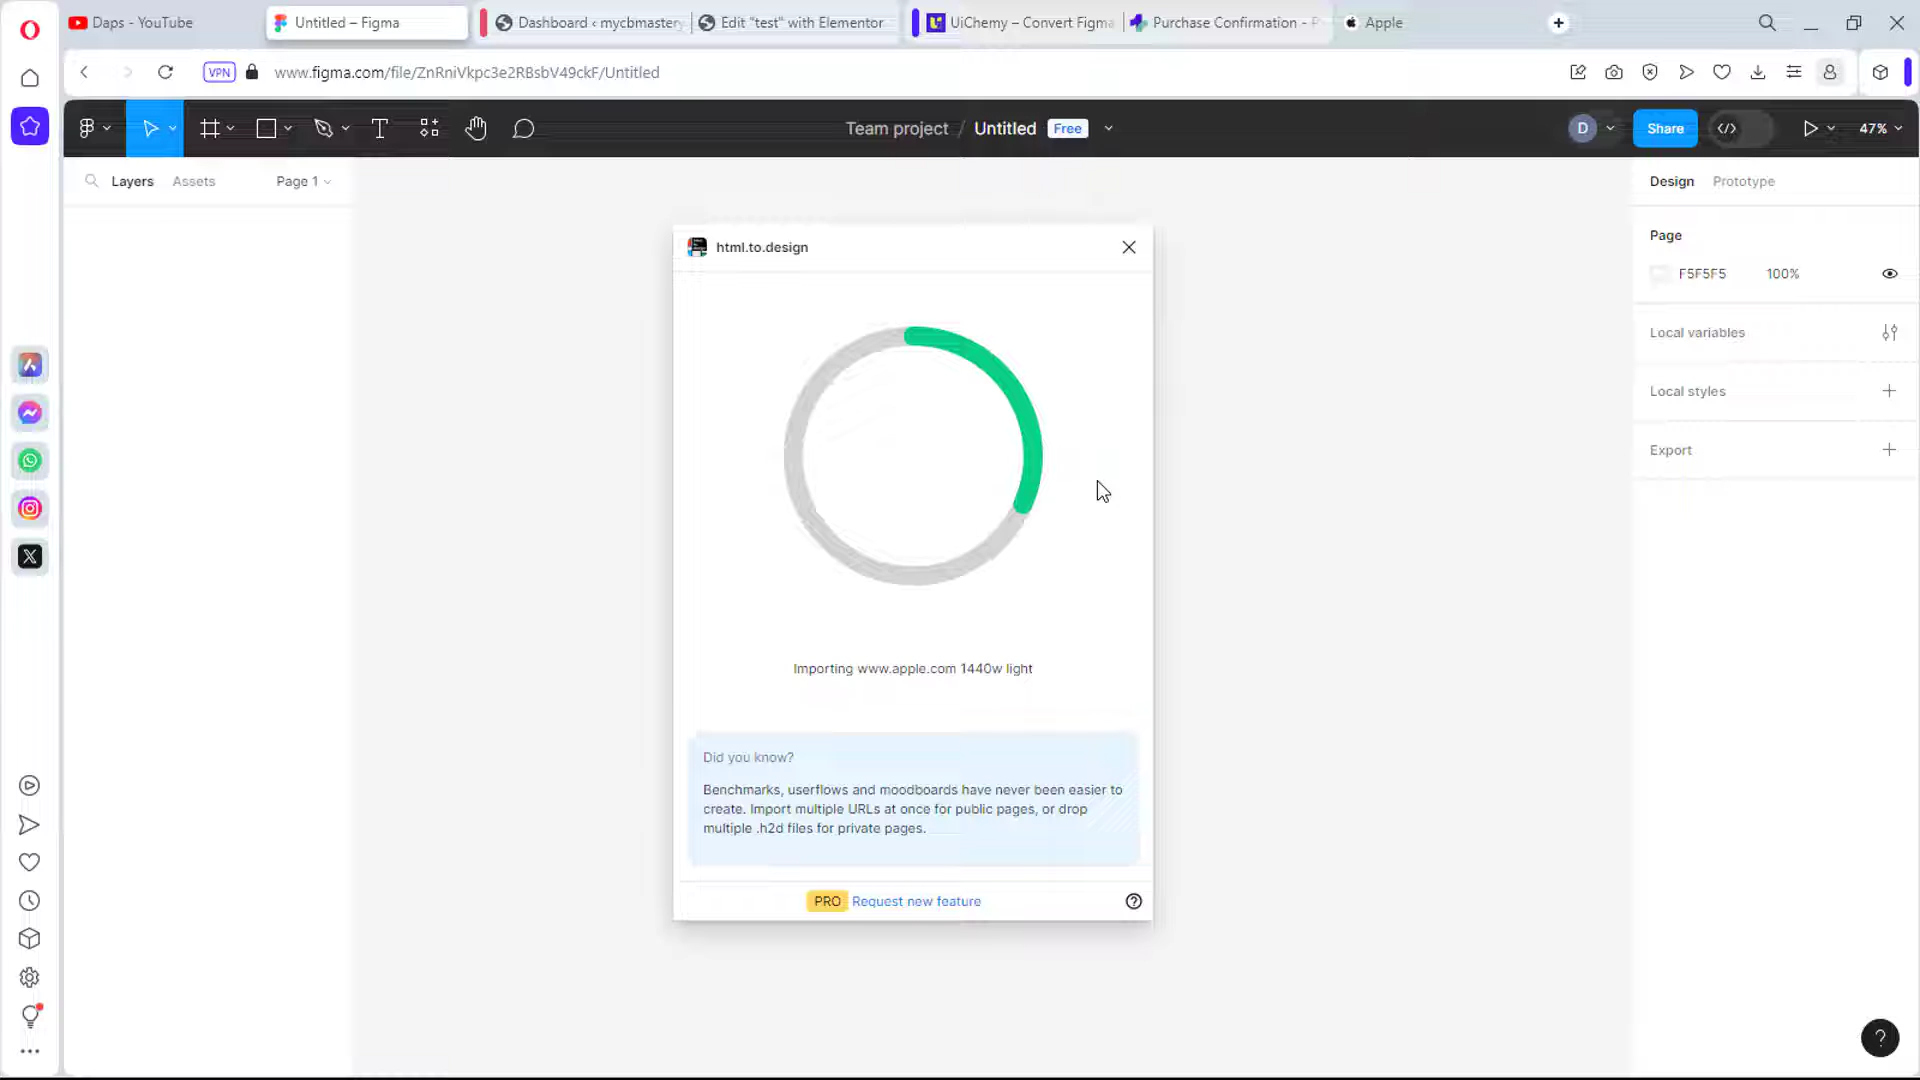 Daps - YouTube
Untitled – Figma
Dashboard ‹ mycbmastery
Edit "test" with Elementor
UiChemy – Convert Figma
Purchase Confirmation -
Apple
VPN
www.figma.com/file/ZnRniVkpc3e2RBsbV49ckF/Untitled
Team project / Untitled Free
D
Share
47%
Layers
Assets
Page 1
Design
Prototype
html.to.design
Page
F5F5F5
100%
Local variables
Local styles
Export
Importing www.apple.com 1440w light
Did you know?
Benchmarks, userflows and moodboards have never been easier to
create. Import multiple URLs at once for public pages, or drop
multiple .h2d files for private pages.
PRO Request new feature